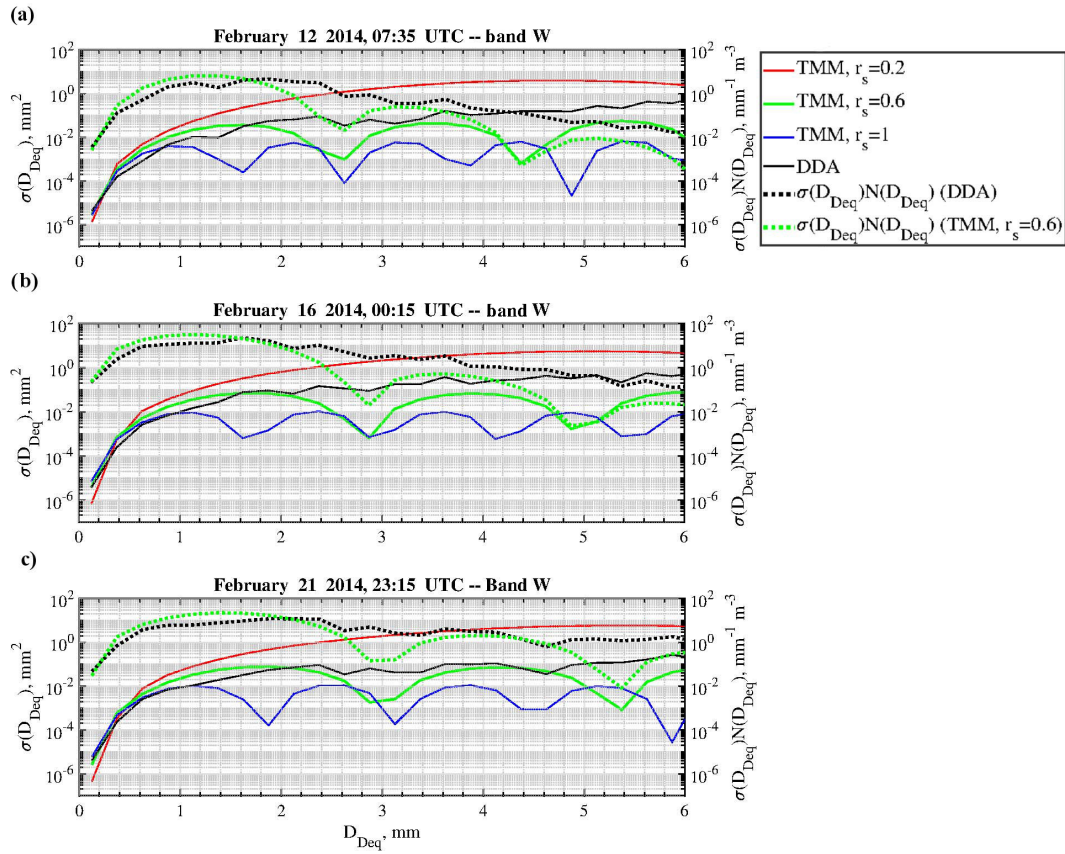 (a)
February 12 2014, 07:35 UTC -- band W
10^2
10^0
10^-2
10^-4
10^-6
σ(D_Deq), mm^2
0 1 2 3 4 5 6
10^2
10^0
10^-2
10^-4
10^-6
σ(D_Deq)N(D_Deq), mm^-1 m^-3
TMM, r_s=0.2
TMM, r_s=0.6
TMM, r_s=1
DDA
σ(D_Deq)N(D_Deq) (DDA)
σ(D_Deq)N(D_Deq) (TMM, r_s=0.6)
(b)
February 16 2014, 00:15 UTC -- band W
10^2
10^0
10^-2
10^-4
10^-6
σ(D_Deq), mm^2
0 1 2 3 4 5 6
10^2
10^0
10^-2
10^-4
10^-6
σ(D_Deq)N(D_Deq), mm^-1 m^-3
c)
February 21 2014, 23:15 UTC -- Band W
10^2
10^0
10^-2
10^-4
10^-6
σ(D_Deq), mm^2
0 1 2 3 4 5 6
D_Deq, mm
10^2
10^0
10^-2
10^-4
10^-6
σ(D_Deq)N(D_Deq), mm^-1 m^-3